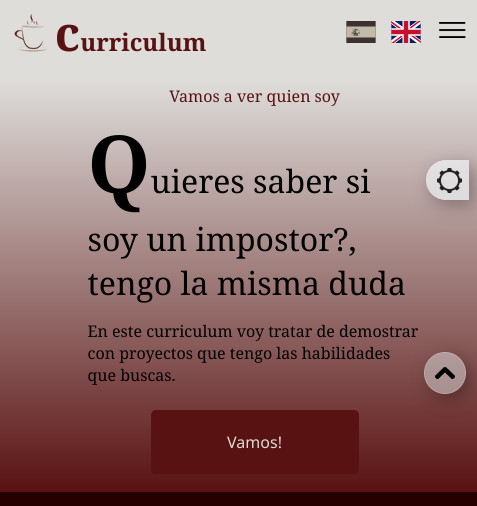 Curriculum
Vamos a ver quien soy
Quieres saber si
soy un impostor?,
tengo la misma duda
En este curriculum voy tratar de demostrar
con proyectos que tengo las habilidades
que buscas.
Vamos!